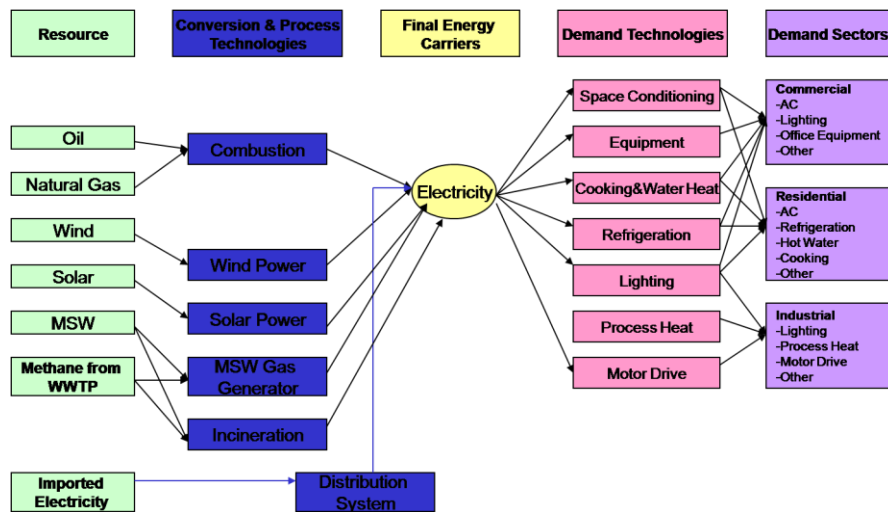 Resource
Conversion & Process
Technologies
Final Energy
Carriers
Demand Technologies
Demand Sectors
Oil
Natural Gas
Wind
Solar
MSW
Methane from
WWTP
Imported
Electricity
Combustion
Wind Power
Solar Power
MSW Gas
Generator
Incineration
Distribution
System
Electricity
Space Conditioning
Equipment
Cooking&Water Heat
Refrigeration
Lighting
Process Heat
Motor Drive
Commercial
-AC
-Lighting
-Office Equipment
-Other
Residential
-AC
-Refrigeration
-Hot Water
-Cooking
-Other
Industrial
-Lighting
-Process Heat
-Motor Drive
-Other